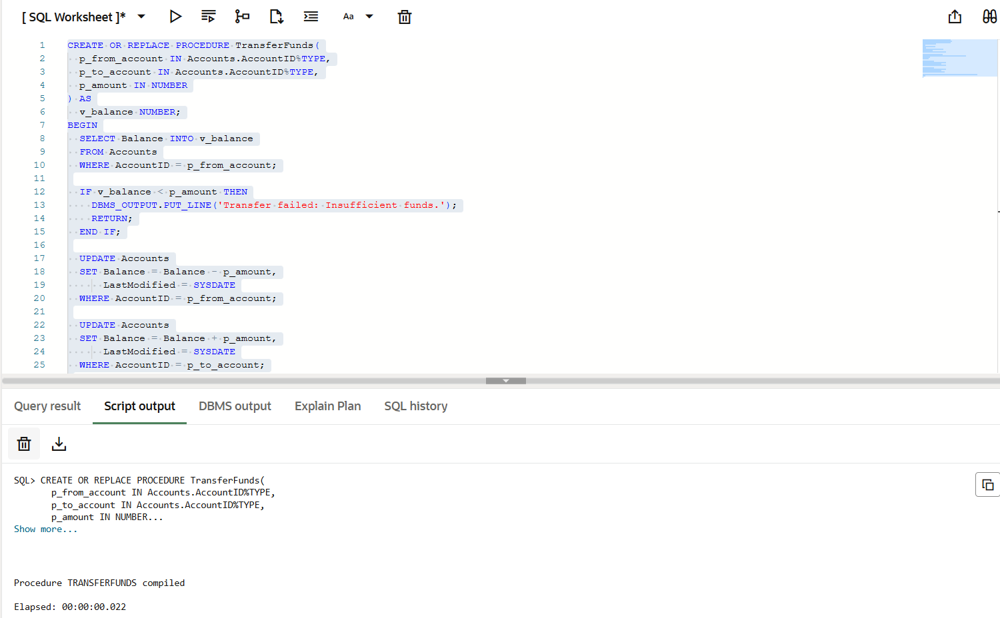 [ SQL Worksheet ]*
Aa
1 CREATE OR REPLACE PROCEDURE TransferFunds(
2 p_from_account IN Accounts.AccountID%TYPE,
3 p_to_account IN Accounts.AccountID%TYPE,
4 p_amount IN NUMBER
5 ) AS
6 v_balance NUMBER;
7 BEGIN
8 SELECT Balance INTO v_balance
9 FROM Accounts
10 WHERE AccountID = p_from_account;
11
12 IF v_balance < p_amount THEN
13 DBMS_OUTPUT.PUT_LINE('Transfer failed: Insufficient funds.');
14 RETURN;
15 END IF;
16
17 UPDATE Accounts
18 SET Balance = Balance - p_amount,
19 LastModified = SYSDATE
20 WHERE AccountID = p_from_account;
21
22 UPDATE Accounts
23 SET Balance = Balance + p_amount,
24 LastModified = SYSDATE
25 WHERE AccountID = p_to_account;
Query result Script output DBMS output Explain Plan SQL history
SQL> CREATE OR REPLACE PROCEDURE TransferFunds(
p_from_account IN Accounts.AccountID%TYPE,
p_to_account IN Accounts.AccountID%TYPE,
p_amount IN NUMBER...
Show more...
Procedure TRANSFERFUNDS compiled
Elapsed: 00:00:00.022